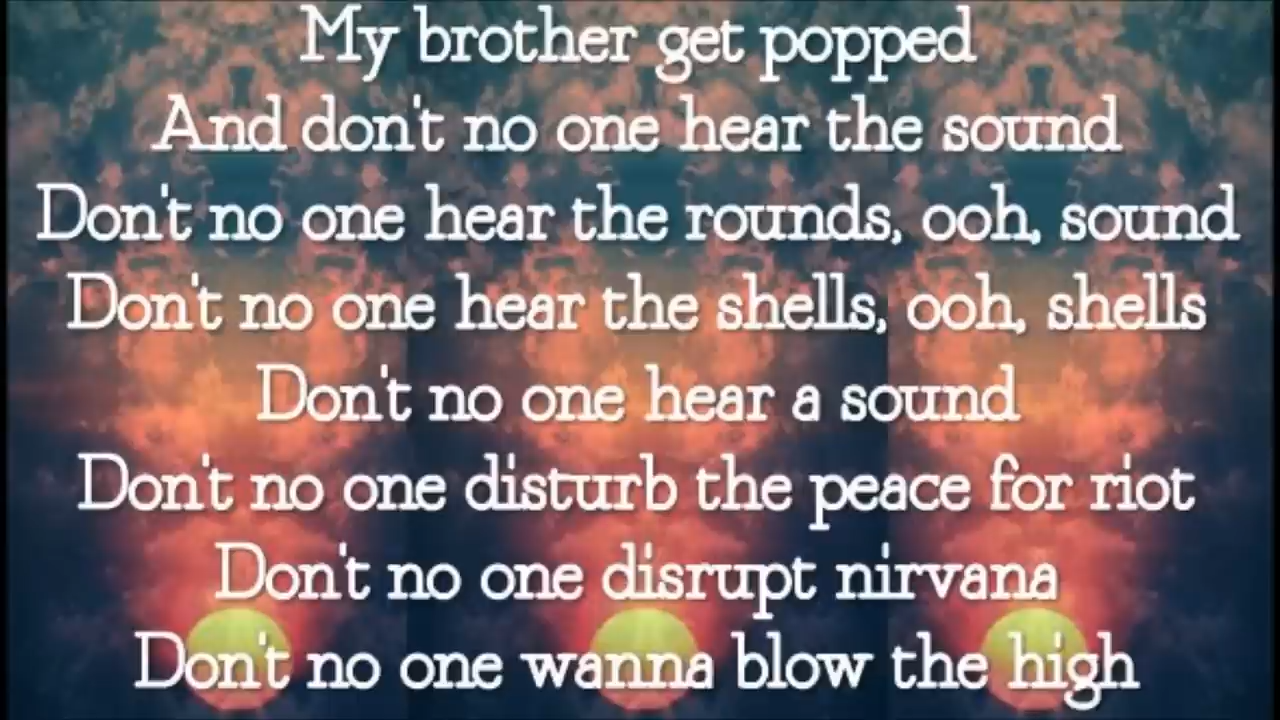 My brother get popped
And don't no one hear the sound
Don't no one hear the rounds, ooh, sound
Don't no one hear the shells, ooh, shells
Don't no one hear a sound
Don't no one disturb the peace for riot
Don't no one disrupt nirvana
Don't no one wanna blow the high